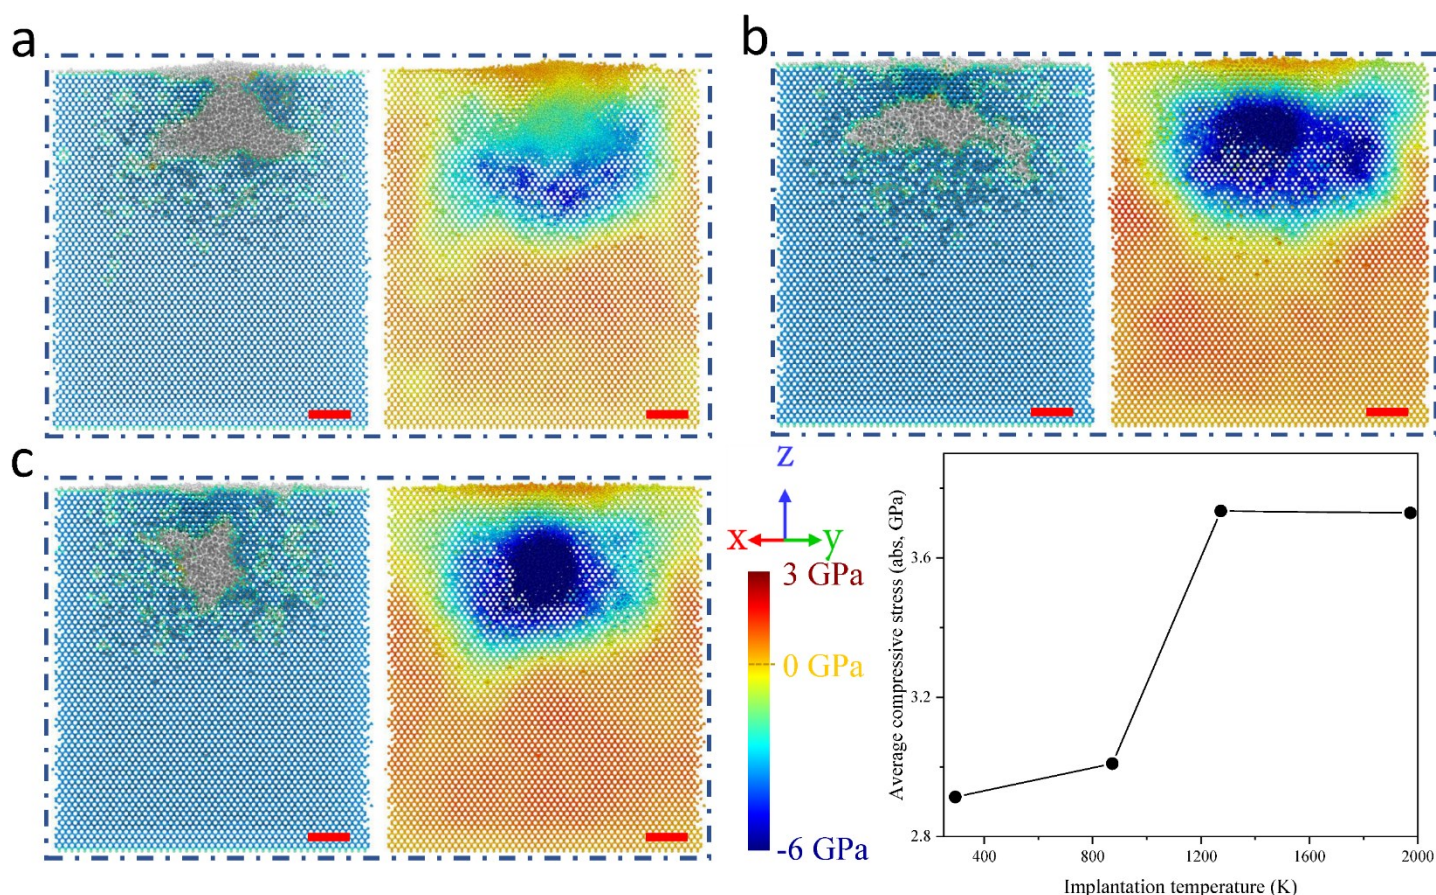 a
b
c
z
x
y
3 GPa
0 GPa
-6 GPa
Average compressive stress (abs, GPa)
3.6
3.2
2.8
400
800
1200
1600
2000
Implantation temperature (K)